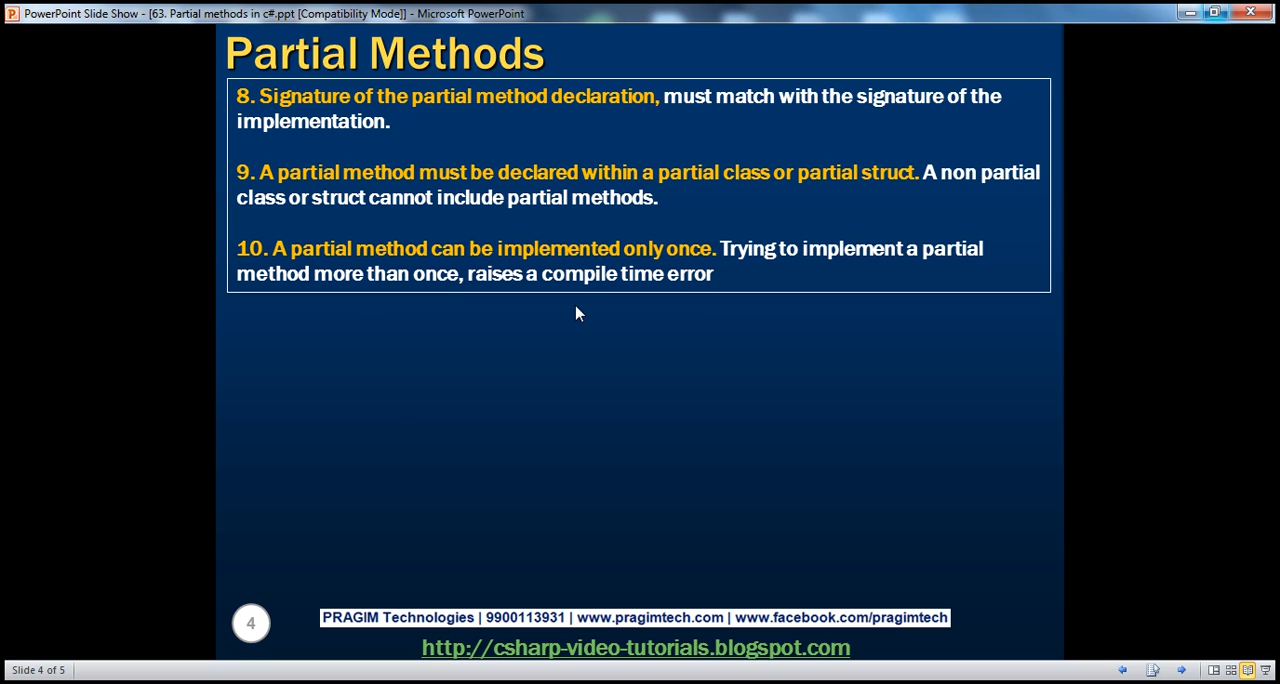 PowerPoint Slide Show - [63. Partial methods in c#.ppt [Compatibility Mode]] - Microsoft PowerPoint
Partial Methods
8. Signature of the partial method declaration, must match with the signature of the
implementation.
9. A partial method must be declared within a partial class or partial struct. A non partial
class or struct cannot include partial methods.
10. A partial method can be implemented only once. Trying to implement a partial
method more than once, raises a compile time error
4
PRAGIM Technologies | 9900113931 | www.pragimtech.com | www.facebook.com/pragimtech
http://csharp-video-tutorials.blogspot.com
Slide 4 of 5